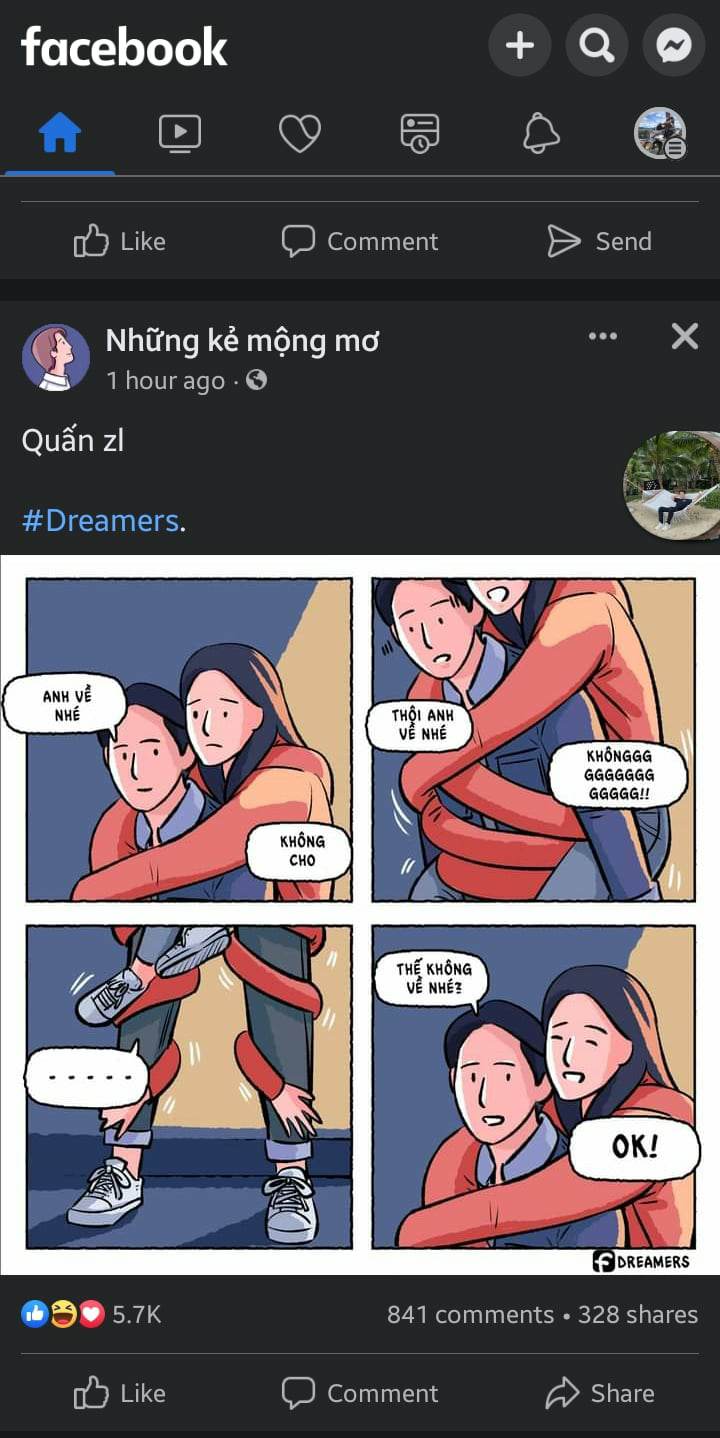 facebook
Like
Comment
Send
Những kẻ mộng mơ
1 hour ago ·
Quấn zl
#Dreamers.
ANH VỀ
NHÉ
KHÔNG
CHO
THÔI ANH
VỀ NHÉ
KHÔNGGG
GGGGGGG
GGGGG!!
. . . . .
THẾ KHÔNG
VỀ NHÉ?
OK!
DREAMERS
5.7K
841 comments • 328 shares
Like
Comment
Share